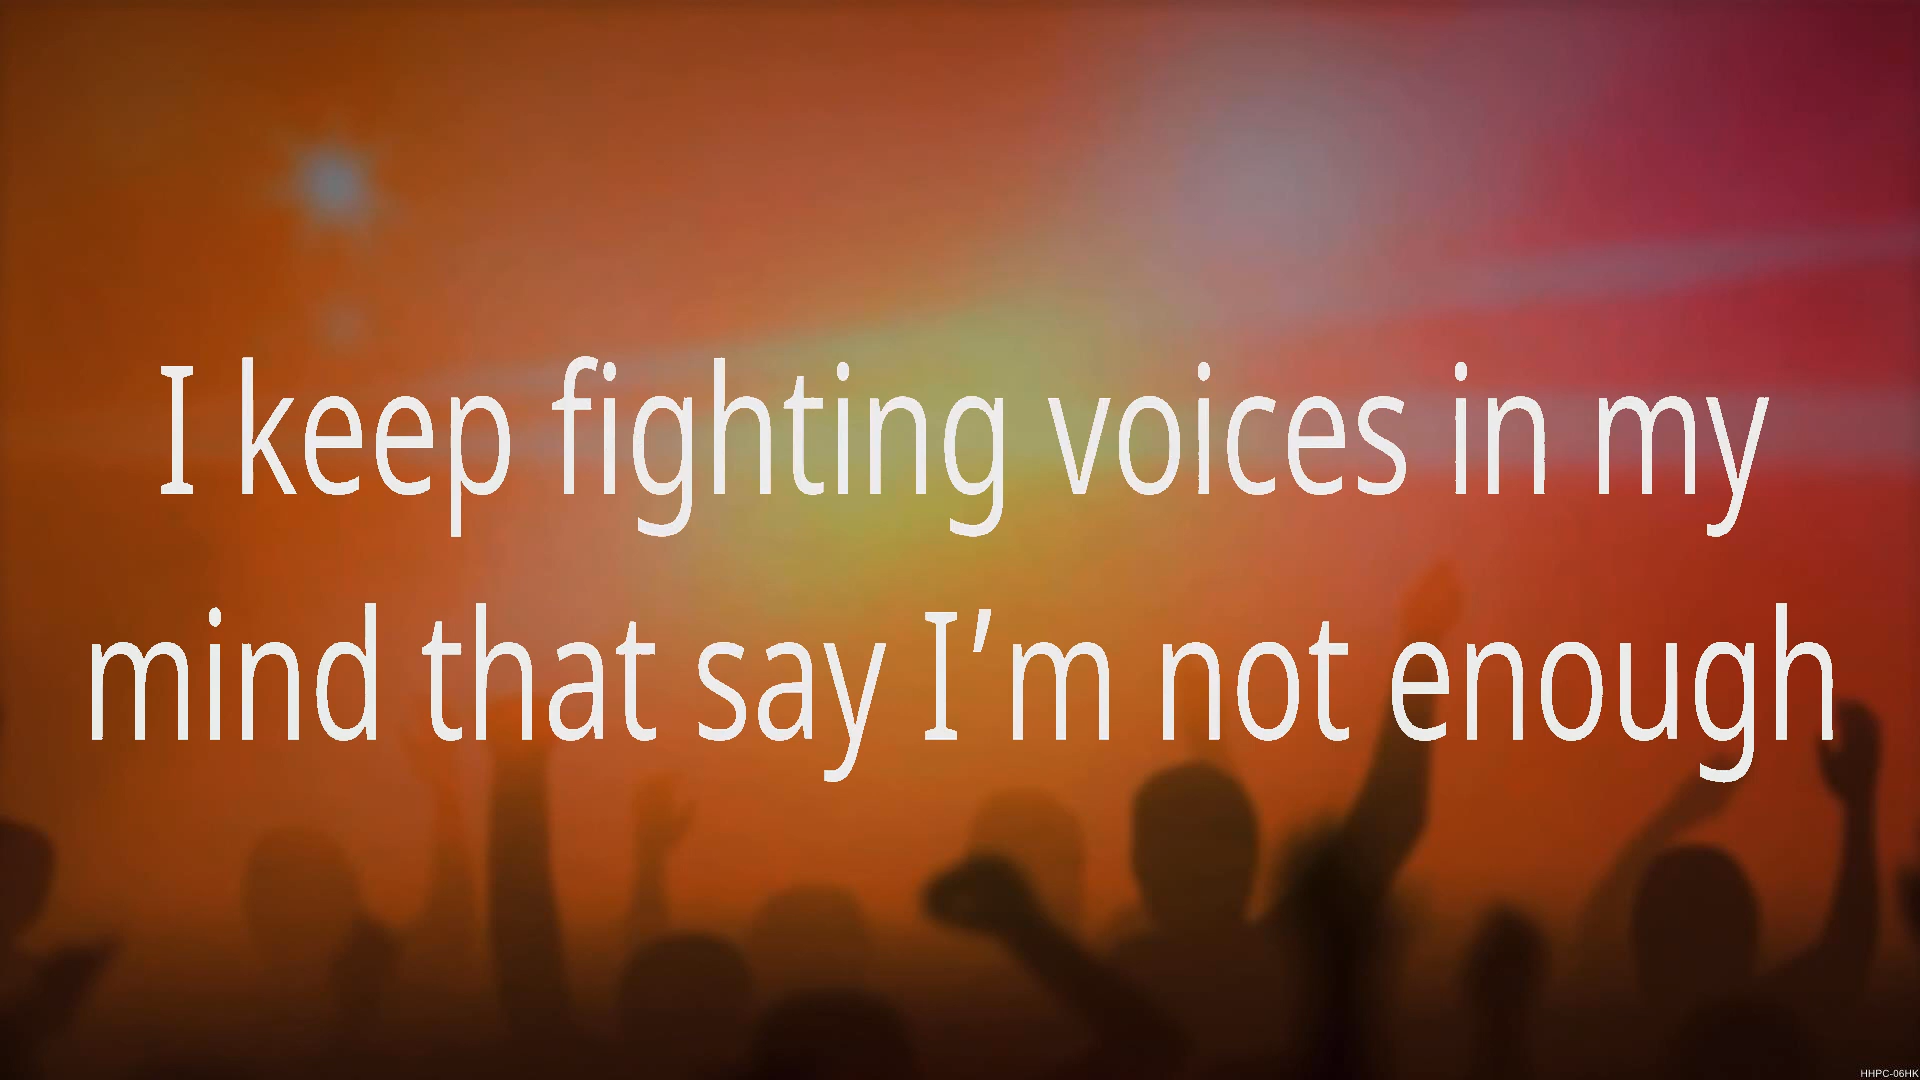 I keep fighting voices in my
mind that say I’m not enough
HHPC-06HK